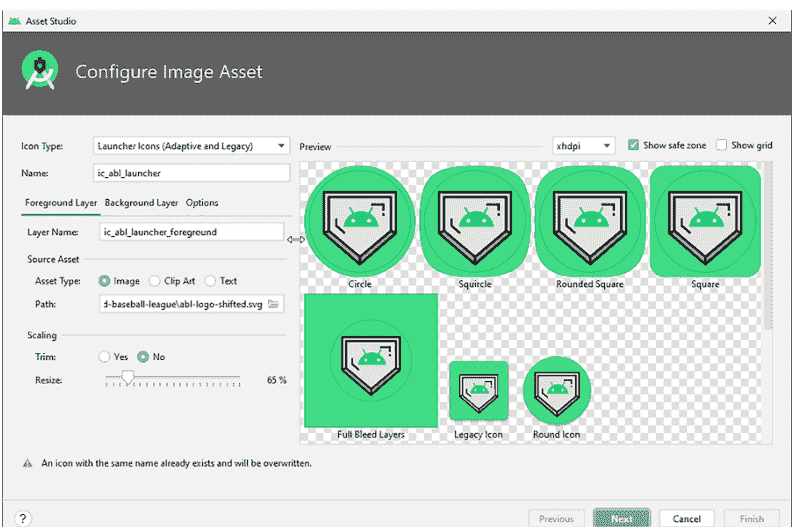 Asset Studio
Configure Image Asset
Icon Type: Launcher Icons (Adaptive and Legacy)
Name: ic_abl_launcher
Foreground Layer Background Layer Options
Layer Name: ic_abl_launcher_foreground
Source Asset
Asset Type: Image Clip Art Text
Path: d-baseball-league\abl-logo-shifted.svg
Scaling
Trim: Yes No
Resize: 65 %
Preview xhdpi Show safe zone Show grid
Circle Squircle Rounded Square Square
Full Bleed Layers Legacy Icon Round Icon
An icon with the same name already exists and will be overwritten.
? Previous Next Cancel Finish